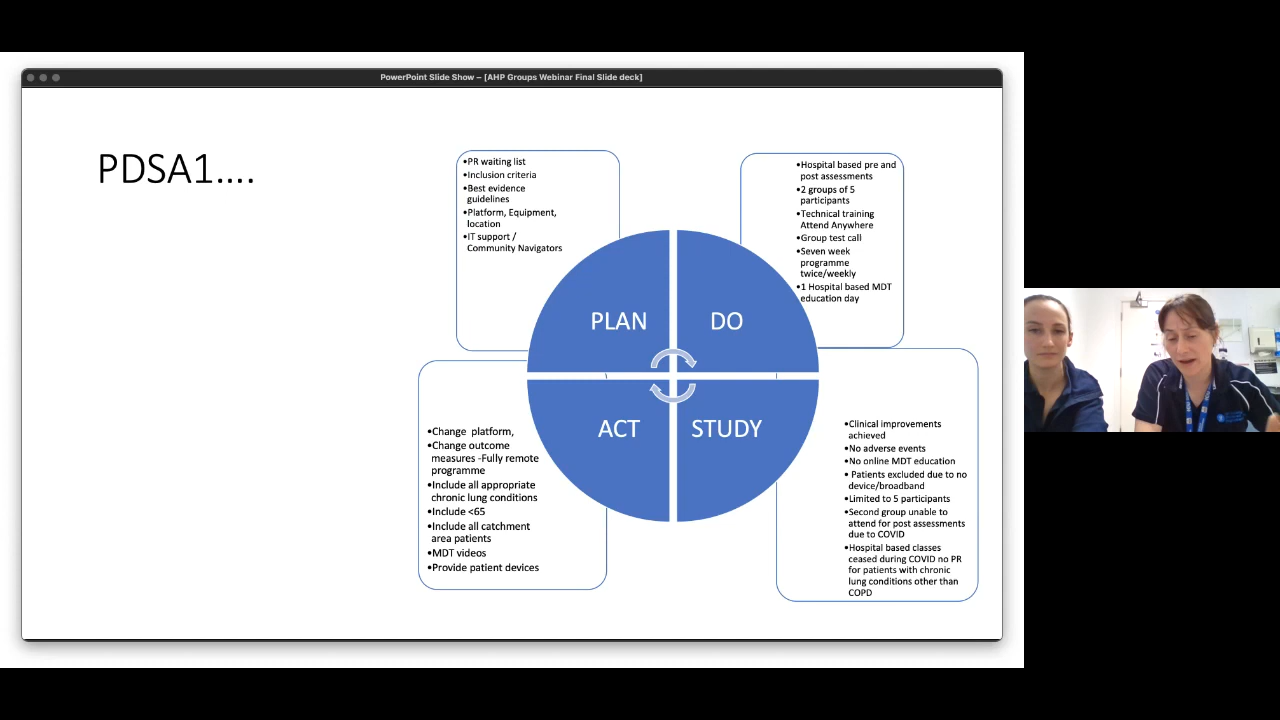 PowerPoint Slide Show – [AHP Groups Webinar Final Slide deck]
PDSA1....
•PR waiting list
•Inclusion criteria
•Best evidence
guidelines
•Platform, Equipment,
location
•IT support /
Community Navigators
•Hospital based pre and
post assessments
•2 groups of 5
participants
•Technical training
Attend Anywhere
•Group test call
•Seven week
programme
twice/weekly
•1 Hospital based MDT
education day
PLAN
DO
ACT
STUDY
•Change platform,
•Change outcome
measures -Fully remote
programme
•Include all appropriate
chronic lung conditions
•Include <65
•Include all catchment
area patients
•MDT videos
•Provide patient devices
•Clinical improvements
achieved
•No adverse events
•No online MDT education
• Patients excluded due to no
device/broadband
•Limited to 5 participants
•Second group unable to
attend for post assessments
due to COVID
•Hospital based classes
ceased during COVID no PR
for patients with chronic
lung conditions other than
COPD